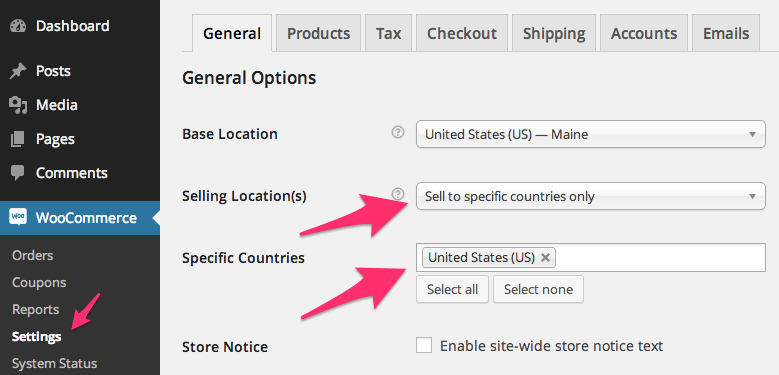 Dashboard
Posts
Media
Pages
Comments
WOO WooCommerce
Orders
Coupons
Reports
Settings
System Status
General Products Tax Checkout Shipping Accounts Emails
General Options
Base Location ? United States (US) — Maine
Selling Location(s) ? Sell to specific countries only
Specific Countries United States (US) ×
Select all Select none
Store Notice Enable site-wide store notice text